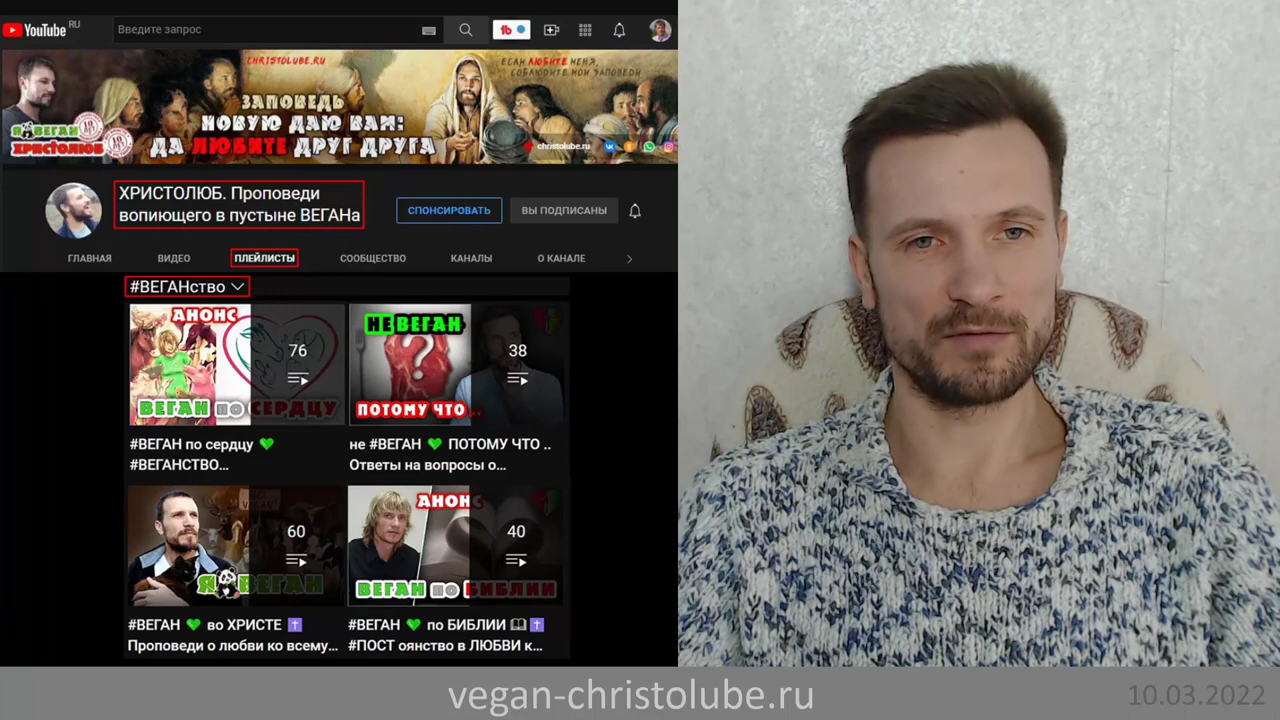 YouTube RU
Введите запрос
CHRISTOLUBE.RU
ЕСЛИ ЛЮБИТЕ МЕНЯ,
СОБЛЮДИТЕ МОИ ЗАПОВЕДИ
ЗАПОВЕДЬ
НОВУЮ ДАЮ ВАМ:
ДА ЛЮБИТЕ ДРУГ ДРУГА
Я ВЕГАН
ХРИСТОЛЮБ
christolube.ru
ХРИСТОЛЮБ. Проповеди
вопиющего в пустыне ВЕГАНа
СПОНСИРОВАТЬ
ВЫ ПОДПИСАНЫ
ГЛАВНАЯ
ВИДЕО
ПЛЕЙЛИСТЫ
СООБЩЕСТВО
КАНАЛЫ
О КАНАЛЕ
#ВЕГАНство
АНОНС
76
ВЕГАН по СЕРДЦУ
НЕ ВЕГАН
38
ПОТОМУ ЧТО..
#ВЕГАН по сердцу 💚
#ВЕГАНСТВО...
не #ВЕГАН 💚 ПОТОМУ ЧТО ..
Ответы на вопросы о...
60
Я ВЕГАН
АНОНС
40
ВЕГАН по БИБЛИИ
#ВЕГАН 💚 во ХРИСТЕ ✝️
Проповеди о любви ко всему...
#ВЕГАН 💚 по БИБЛИИ 📖✝️
#ПОСТ оянство в ЛЮБВИ к...
vegan-christolube.ru
10.03.2022